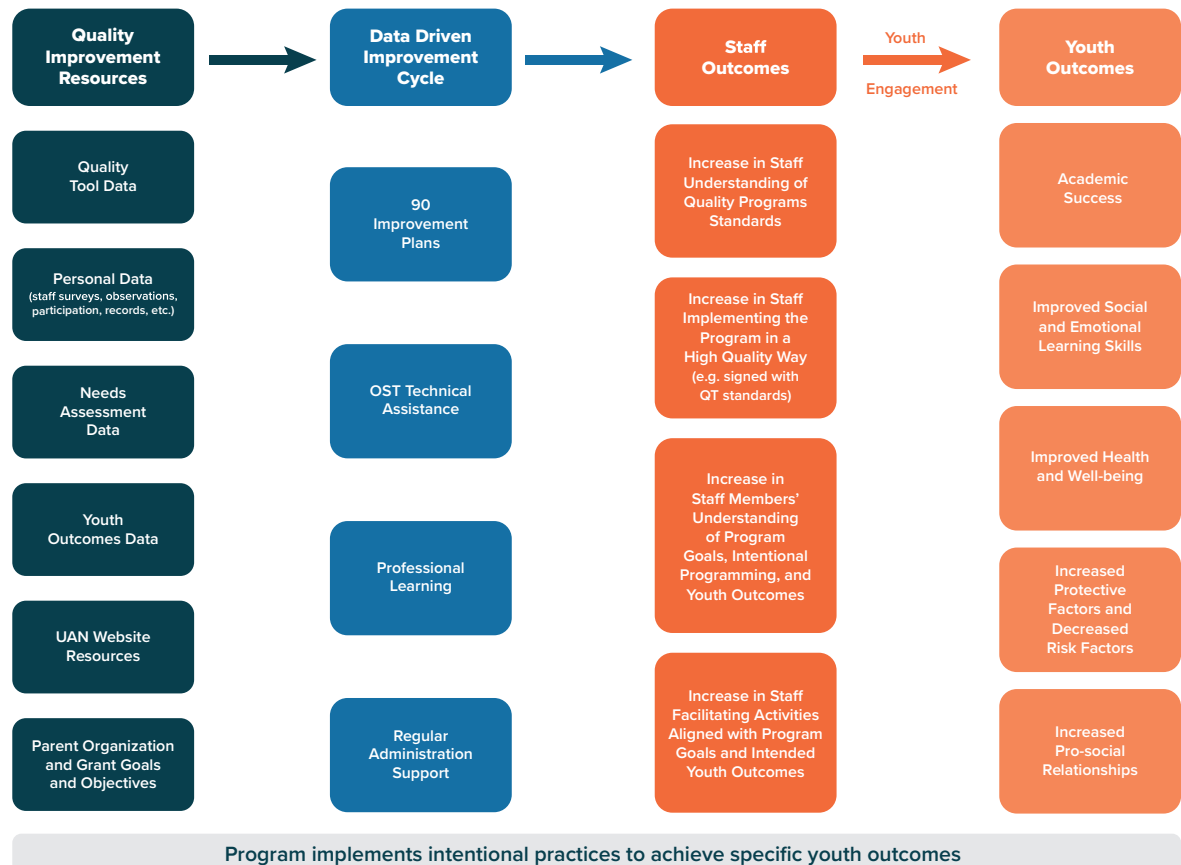 Quality
Improvement
Resources
Data Driven
Improvement
Cycle
Staff
Outcomes
Youth
Engagement
Youth
Outcomes
Quality
Tool Data
Personal Data
(staff surveys, observations,
participation, records, etc.)
Needs
Assessment
Data
Youth
Outcomes Data
UAN Website
Resources
Parent Organization
and Grant Goals
and Objectives
90
Improvement
Plans
OST Technical
Assistance
Professional
Learning
Regular
Administration
Support
Increase in Staff
Understanding of
Quality Programs
Standards
Increase in Staff
Implementing the
Program in a
High Quality Way
(e.g. signed with
QT standards)
Increase in
Staff Members’
Understanding
of Program
Goals, Intentional
Programming, and
Youth Outcomes
Increase in Staff
Facilitating Activities
Aligned with Program
Goals and Intended
Youth Outcomes
Academic
Success
Improved Social
and Emotional
Learning Skills
Improved Health
and Well-being
Increased
Protective
Factors and
Decreased
Risk Factors
Increased
Pro-social
Relationships
Program implements intentional practices to achieve specific youth outcomes